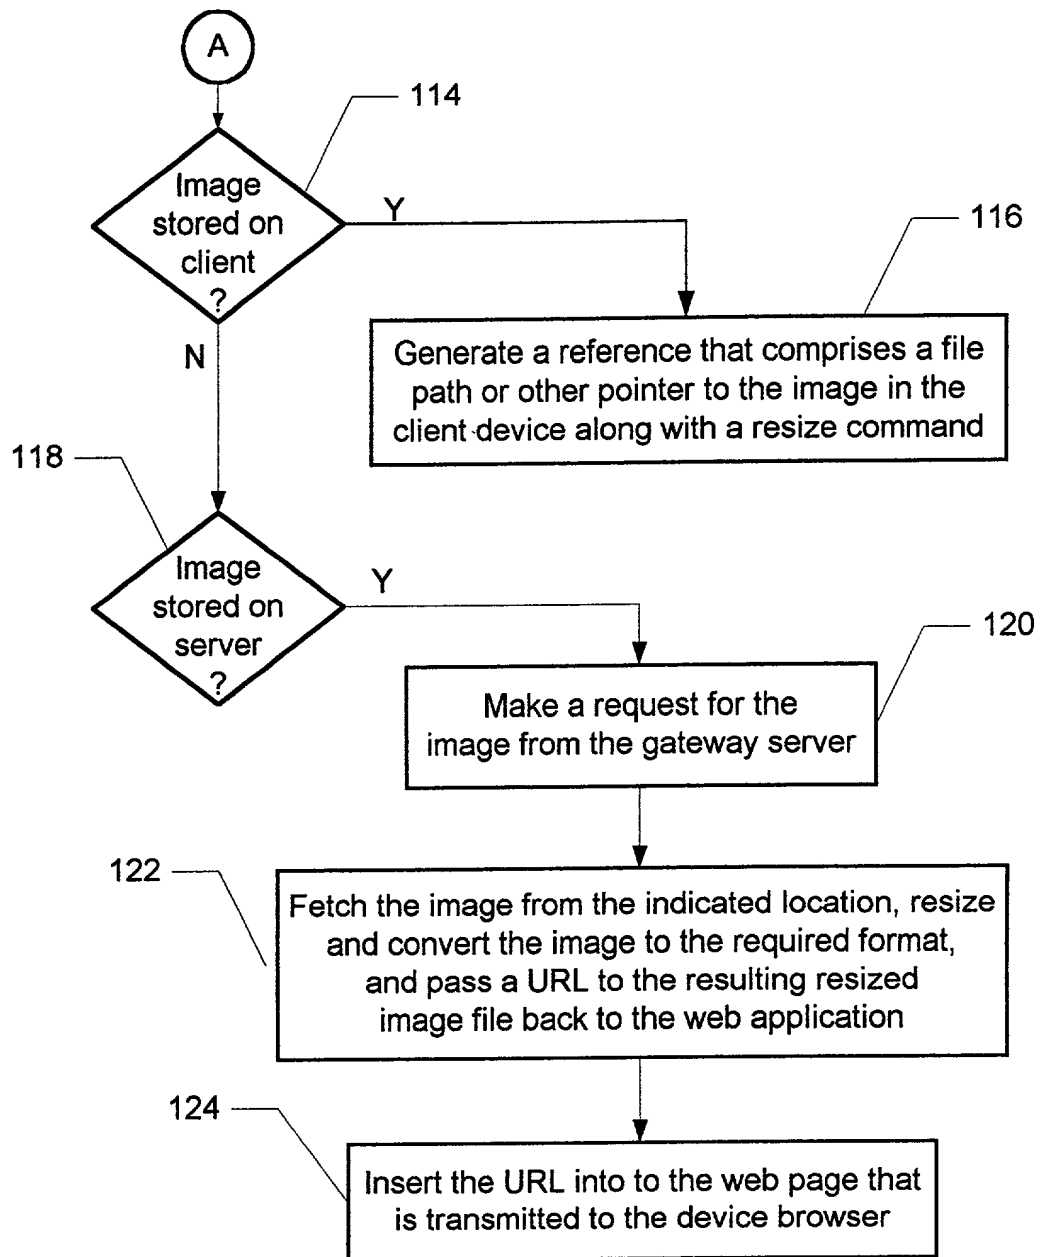 A
114
Image
stored on
client
?
Y
116
Generate a reference that comprises a file
path or other pointer to the image in the
client device along with a resize command
N
118
Image
stored on
server
?
Y
120
Make a request for the
image from the gateway server
122
Fetch the image from the indicated location, resize
and convert the image to the required format,
and pass a URL to the resulting resized
image file back to the web application
124
Insert the URL into to the web page that
is transmitted to the device browser